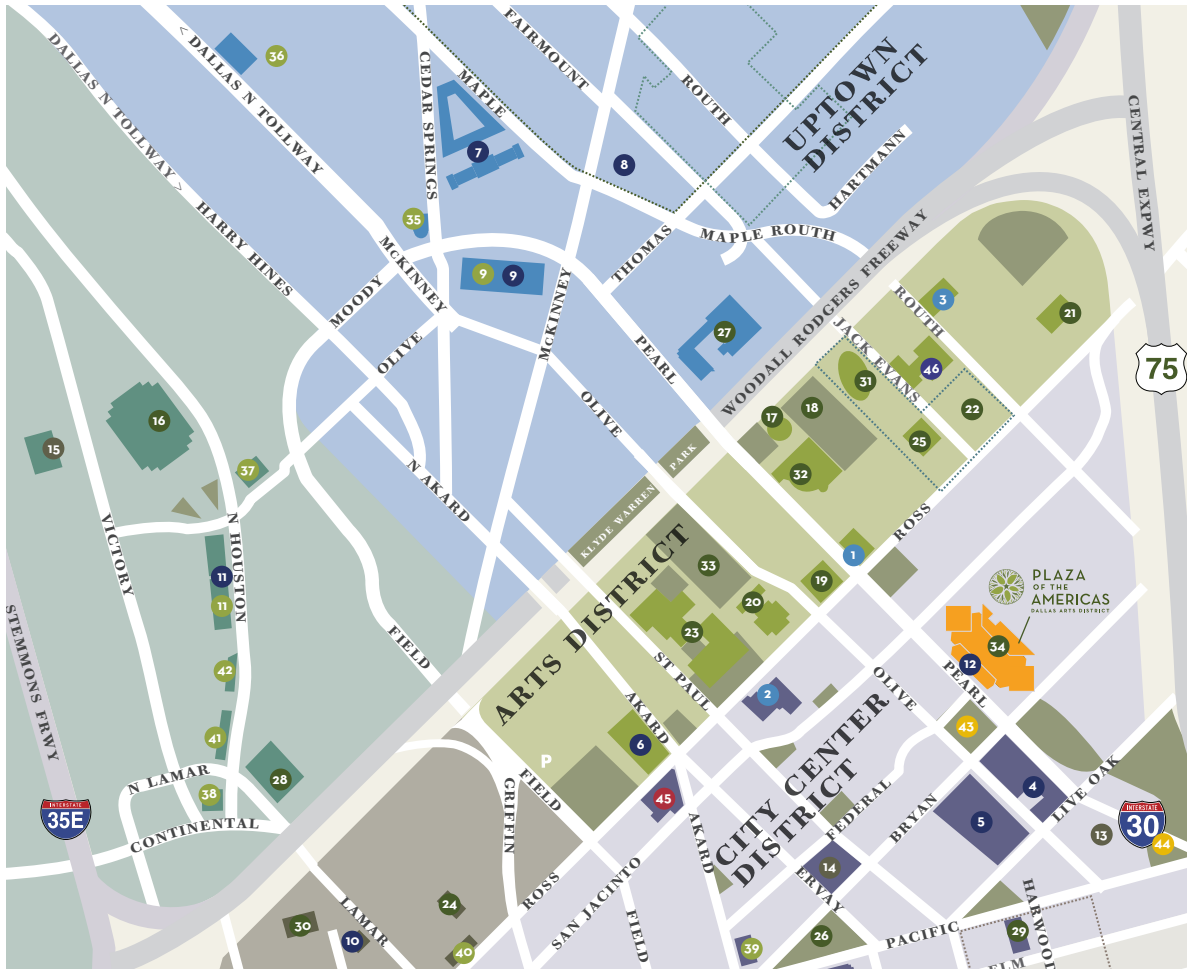 DALLAS N TOLLWAY >
< DALLAS N TOLLWAY
36
CEDAR SPRINGS
MAPLE
FAIRMOUNT
ROUTH
UPTOWN
DISTRICT
HARTMANN
CENTRAL EXPWY
7
8
35
HARRY HINES
McKINNEY
MOODY
OLIVE
9
9
McKINNEY
THOMAS
MAPLE ROUTH
WOODALL RODGERS FREEWAY
PEARL
27
3
ROUTH
21
JACK EVANS
46
75
31
18
17
22
25
32
OLIVE
16
15
37
N AKARD
KLYDE WARREN PARK
ROSS
VICTORY
N HOUSTON
11
11
33
1
19
20
23
ARTS DISTRICT
PLAZA
OF THE
AMERICAS
DALLAS ARTS DISTRICT
34
12
STEMMONS FRWY
FIELD
42
41
ST PAUL
2
OLIVE
PEARL
AKARD
6
43
P
N LAMAR
28
38
CONTINENTAL
INTERSTATE
35E
GRIFFIN
FIELD
45
AKARD
CITY CENTER
DISTRICT
FEDERAL
BRYAN
4
5
LIVE OAK
13
INTERSTATE
30
44
14
ERVAY
ROSS
SAN JACINTO
FIELD
24
30
10
LAMAR
40
39
26
PACIFIC
HARWOOD
29
ELM